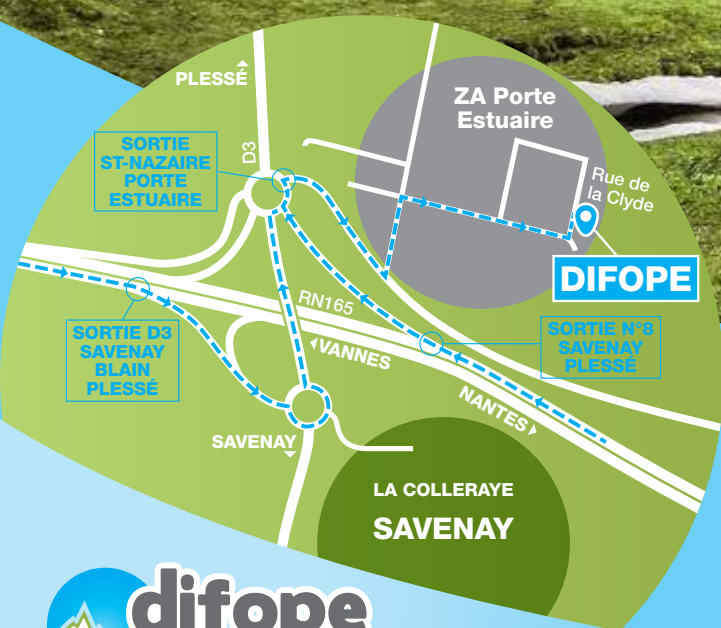 PLESSÉ
ZA Porte
Estuaire
SORTIE
ST-NAZAIRE
PORTE
ESTUAIRE
D3
Rue de
la Clyde
DIFOPE
RN165
SORTIE D3
SAVENAY
BLAIN
PLESSÉ
VANNES
SORTIE N°8
SAVENAY
PLESSÉ
NANTES
SAVENAY
LA COLLERAYE
SAVENAY
difope